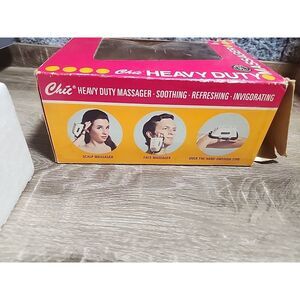 Chic HEAVY DUTY
Chic® HEAVY DUTY MASSAGER - SOOTHING - REFRESHING - INVIGORATING
SCALP MASSAGER
FACE MASSAGER